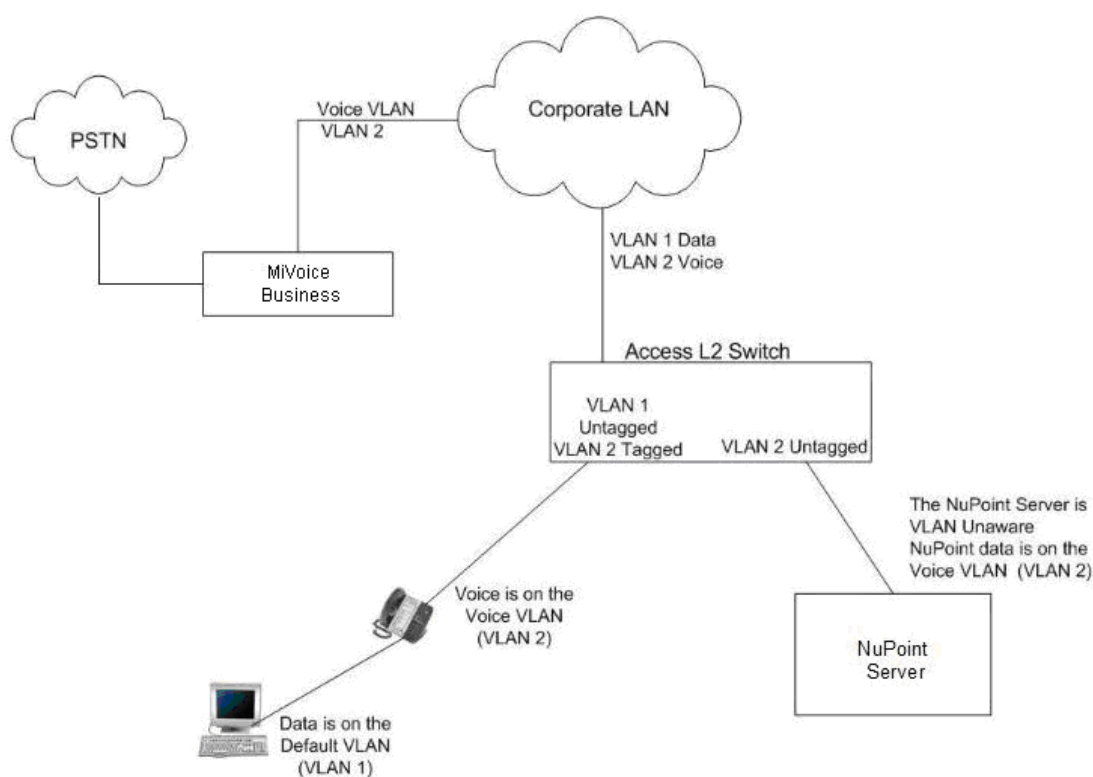 PSTN
Voice VLAN
VLAN 2
Corporate LAN
MiVoice
Business
VLAN 1 Data
VLAN 2 Voice
Access L2 Switch
VLAN 1
Untagged
VLAN 2 Tagged
VLAN 2 Untagged
The NuPoint Server is
VLAN Unaware
NuPoint data is on the
Voice VLAN (VLAN 2)
Voice is on the
Voice VLAN
(VLAN 2)
NuPoint
Server
Data is on the
Default VLAN
(VLAN 1)